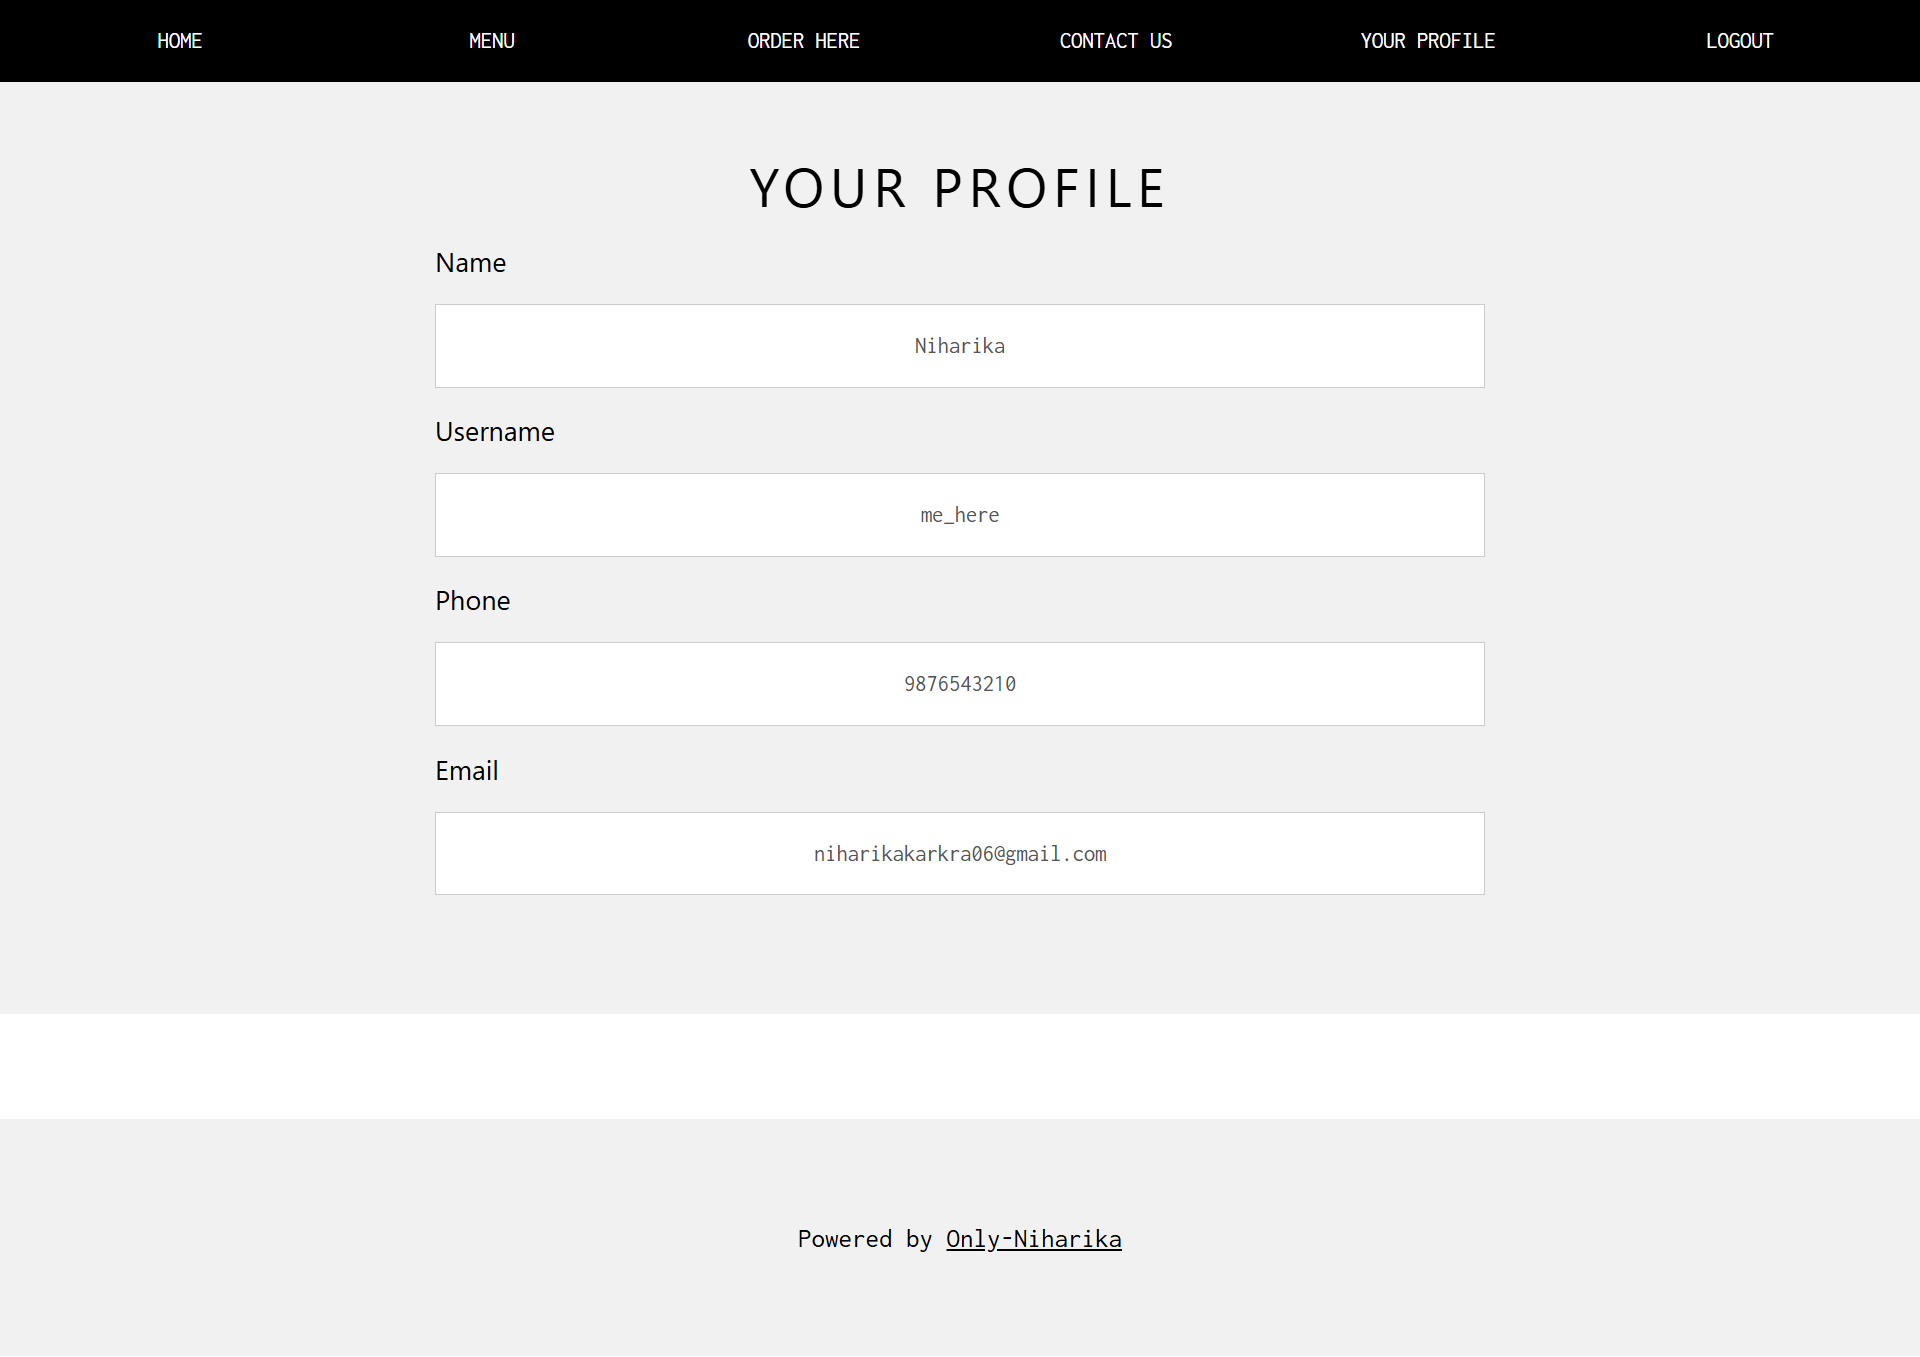 HOME MENU ORDER HERE CONTACT US YOUR PROFILE LOGOUT
YOUR PROFILE
Name
Niharika
Username
me_here
Phone
9876543210
Email
niharikakarkra06@gmail.com
Powered by Only-Niharika